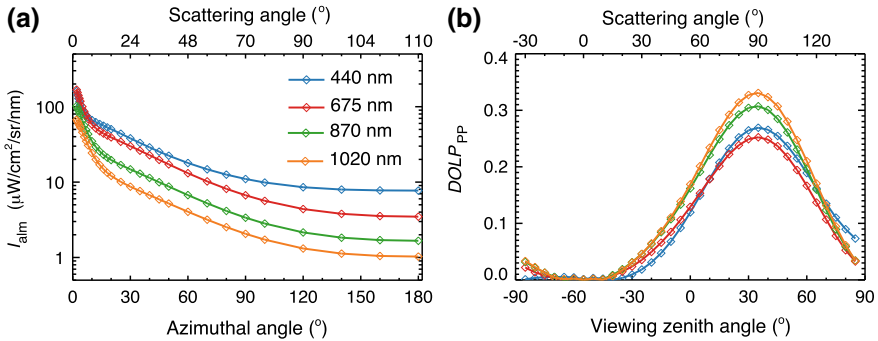 (a)
Scattering angle (°)
0 24 48 70 90 104 110
I_alm (μW/cm²/sr/nm)
100
10
1
440 nm
675 nm
870 nm
1020 nm
0 30 60 90 120 150 180
Azimuthal angle (°)
(b)
Scattering angle (°)
-30 0 30 60 90 120
DOLP_PP
0.4
0.3
0.2
0.1
0.0
-90 -60 -30 0 30 60 90
Viewing zenith angle (°)